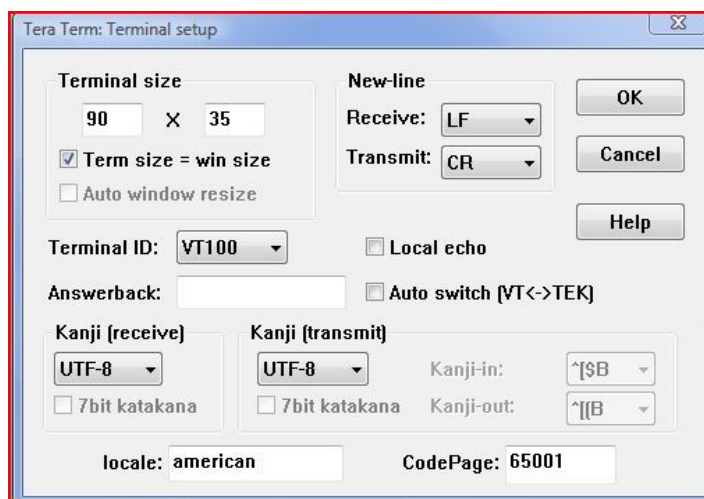 Tera Term: Terminal setup
Terminal size
90 X 35
Term size = win size
Auto window resize
New-line
Receive: LF
Transmit: CR
OK
Cancel
Help
Terminal ID: VT100
Local echo
Answerback:
Auto switch (VT<->TEK)
Kanji (receive)
UTF-8
7bit katakana
Kanji (transmit)
UTF-8
7bit katakana
Kanji-in: ^[$B
Kanji-out: ^[(B
locale: american
CodePage: 65001